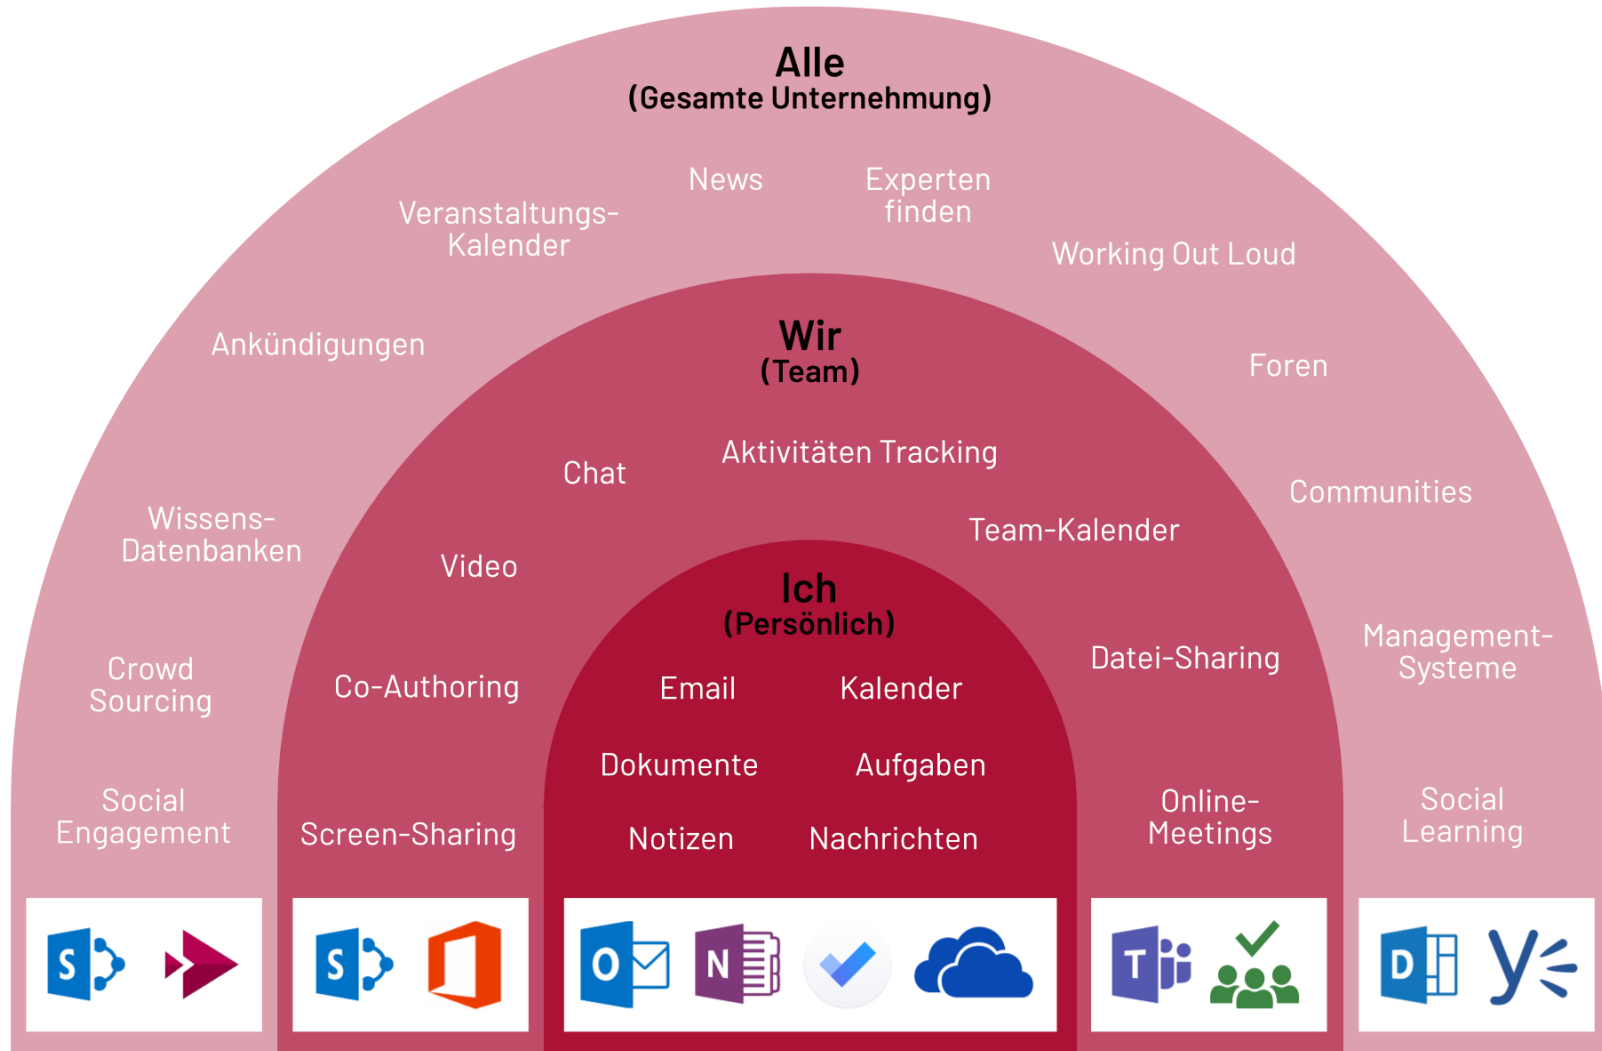 Alle
(Gesamte Unternehmung)
News
Experten
finden
Veranstaltungs-
Kalender
Working Out Loud
Ankündigungen
Foren
Wissens-
Datenbanken
Communities
Crowd
Sourcing
Management-
Systeme
Social
Engagement
Social
Learning
Wir
(Team)
Chat
Aktivitäten Tracking
Video
Team-Kalender
Co-Authoring
Datei-Sharing
Screen-Sharing
Online-
Meetings
Ich
(Persönlich)
Email
Kalender
Dokumente
Aufgaben
Notizen
Nachrichten
S
S
O
N
T
D
y